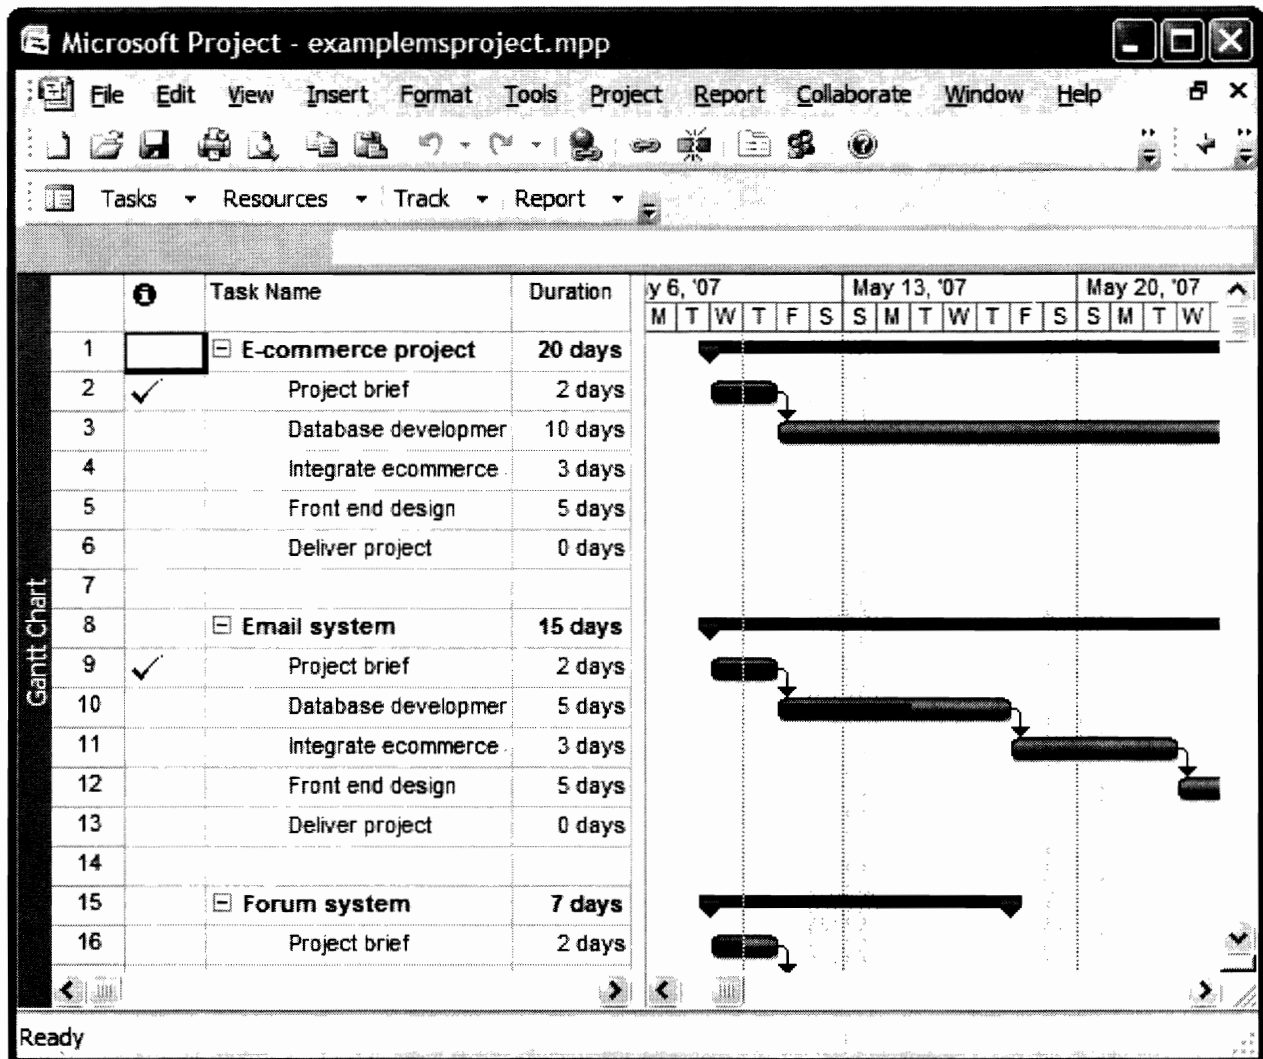 Microsoft Project - examplemsproject.mpp
File Edit View Insert Format Tools Project Report Collaborate Window Help
Tasks Resources Track Report
Task Name Duration y 6, '07 May 13, '07 May 20, '07
M T W T F S S M T W T F S S M T W
1 E-commerce project 20 days
2 Project brief 2 days
3 Database developmer 10 days
4 Integrate ecommerce 3 days
5 Front end design 5 days
6 Deliver project 0 days
7
8 Email system 15 days
9 Project brief 2 days
10 Database developmer 5 days
11 Integrate ecommerce 3 days
12 Front end design 5 days
13 Deliver project 0 days
14
15 Forum system 7 days
16 Project brief 2 days
Gantt Chart
Ready